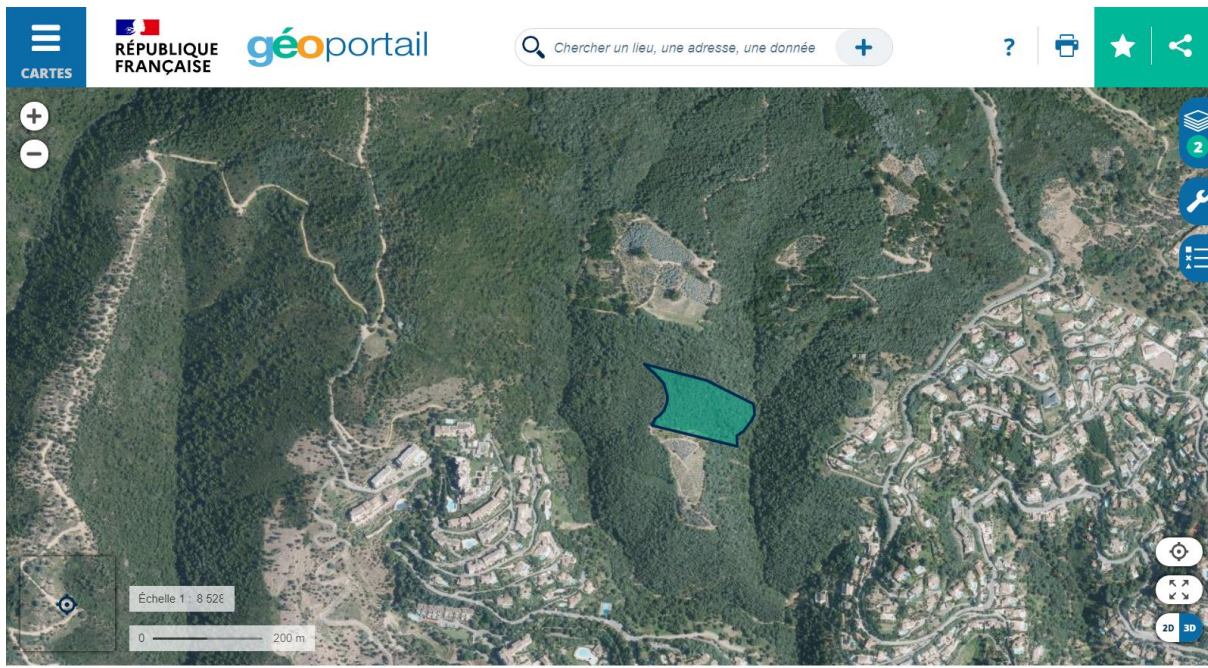 CARTES
RÉPUBLIQUE
FRANÇAISE
géoportail
Chercher un lieu, une adresse, une donnée
+
?
+
−
2
Échelle 1 : 8 528
0 200 m
2D 3D